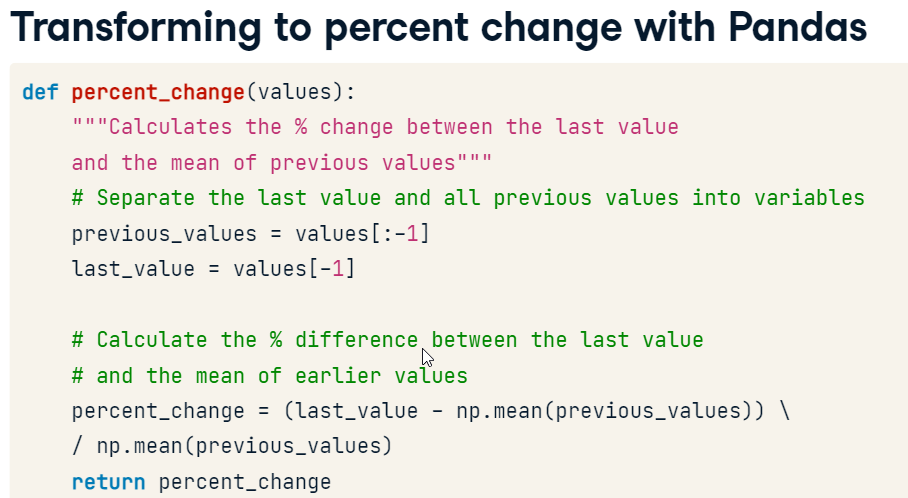 Transforming to percent change with Pandas
def percent_change(values):
    """Calculates the % change between the last value
    and the mean of previous values"""
    # Separate the last value and all previous values into variables
    previous_values = values[:-1]
    last_value = values[-1]

    # Calculate the % difference between the last value
    # and the mean of earlier values
    percent_change = (last_value - np.mean(previous_values)) \
    / np.mean(previous_values)
    return percent_change